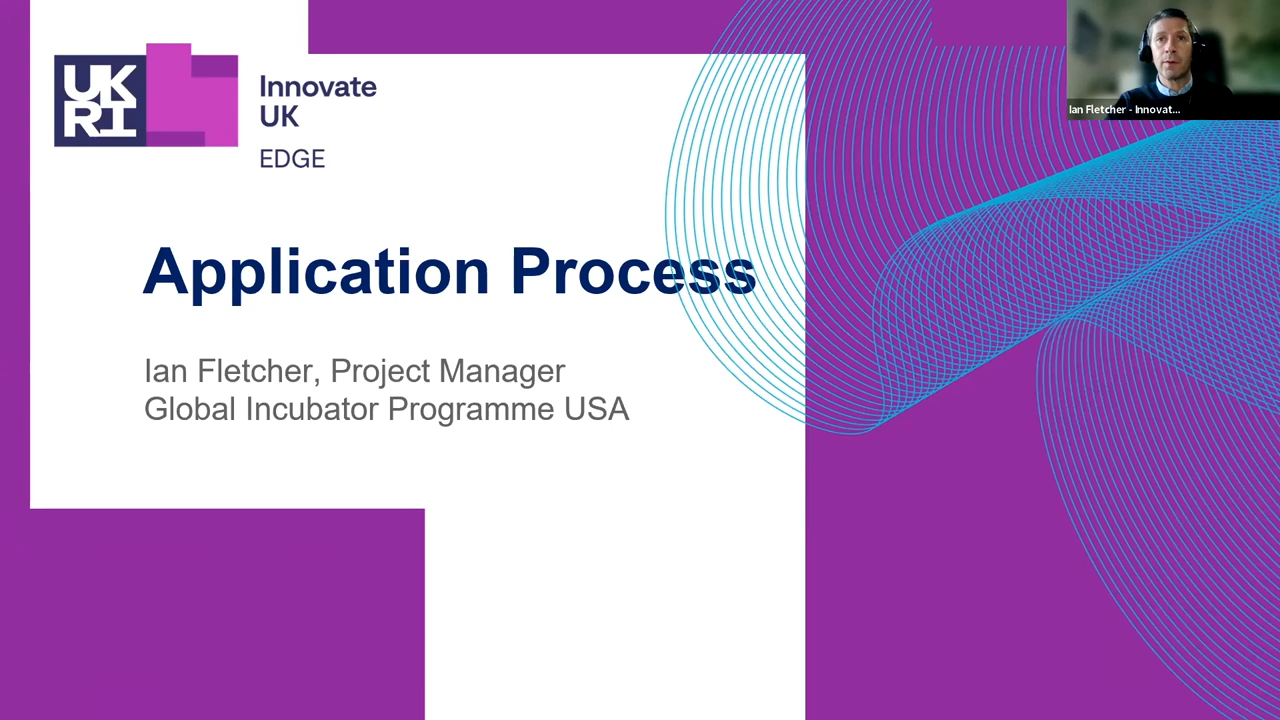 UK
RI
Innovate
UK
EDGE
Application Process
Ian Fletcher, Project Manager
Global Incubator Programme USA
Ian Fletcher - Innovat...